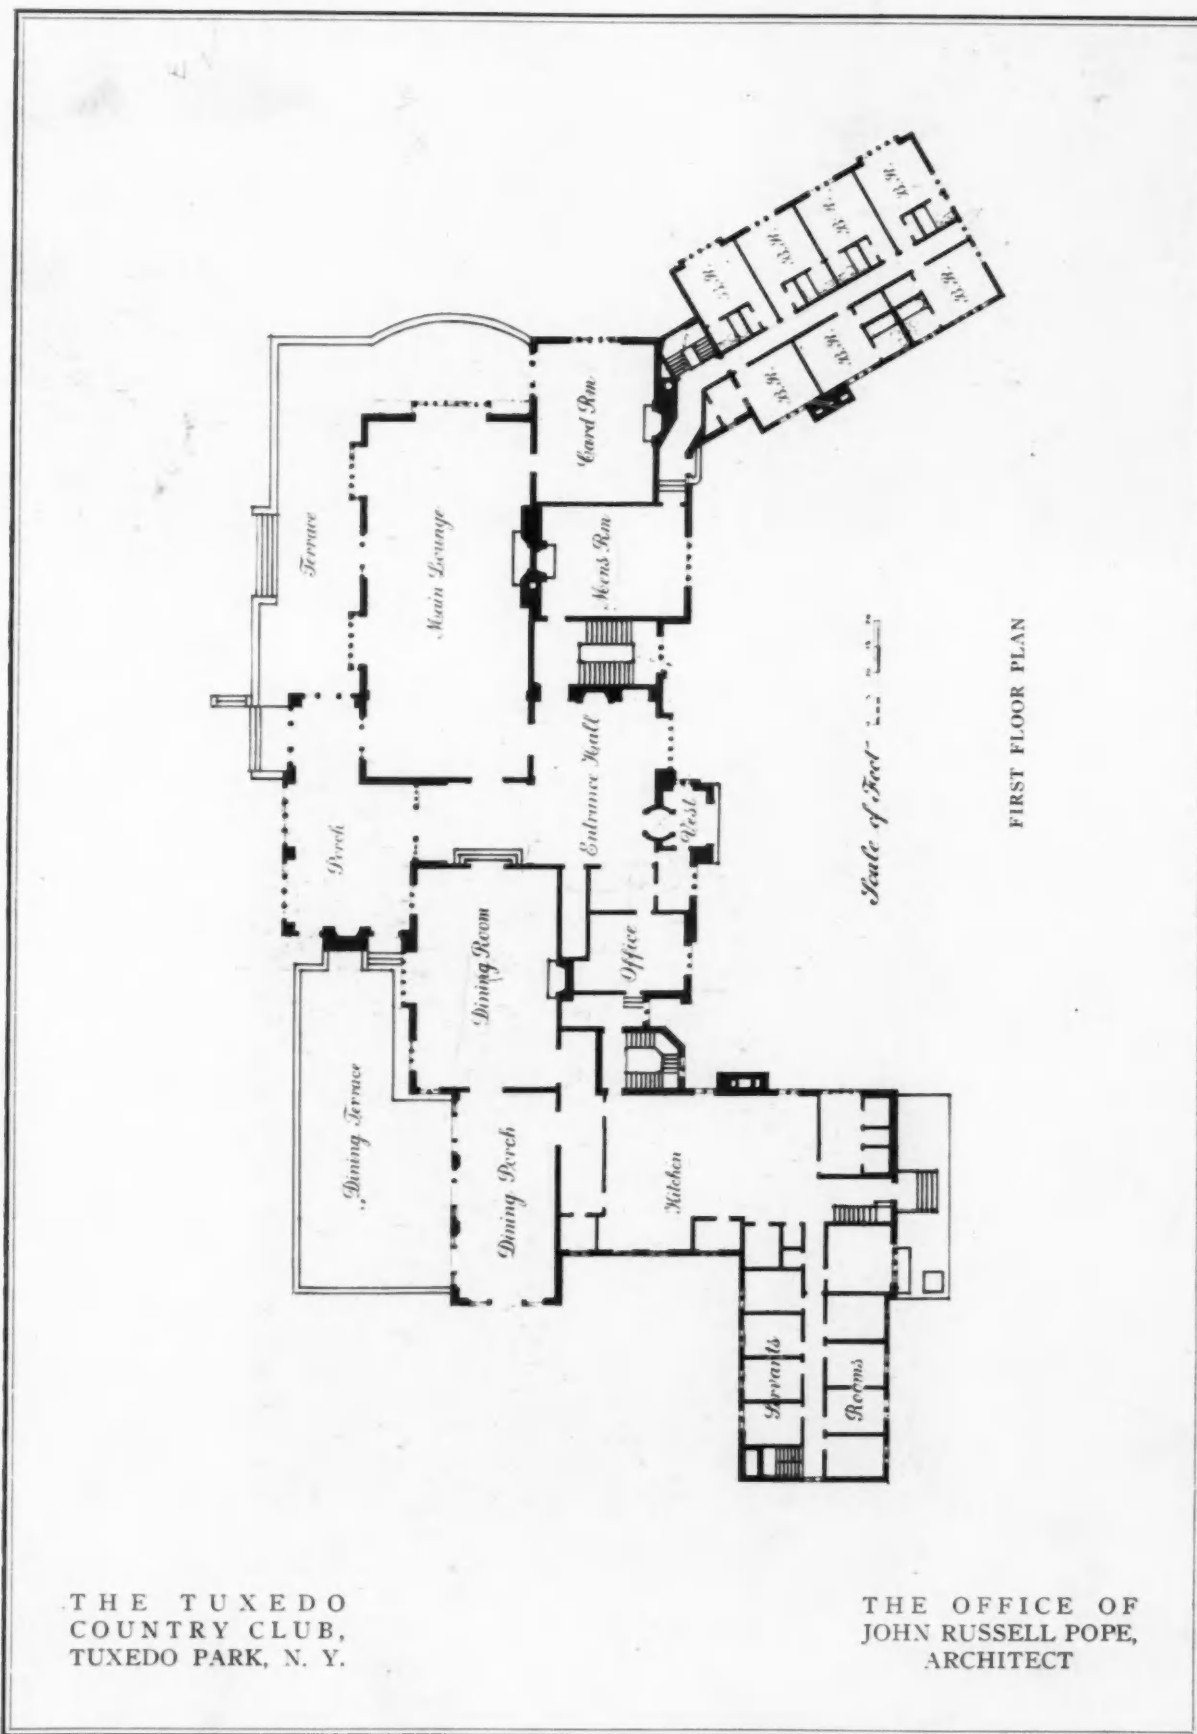 B.R.
B.R.
B.R.
B.R.
B.R.
B.R.
B.R.
Card Rm
Terrace
Main Lounge
Mens Rm
Entrance Hall
Porch
Vest
Dining Room
Office
Dining Terrace
Dining Porch
Kitchen
Servants
Rooms
Scale of Feet
FIRST FLOOR PLAN
THE TUXEDO
COUNTRY CLUB,
TUXEDO PARK, N. Y.
THE OFFICE OF
JOHN RUSSELL POPE,
ARCHITECT